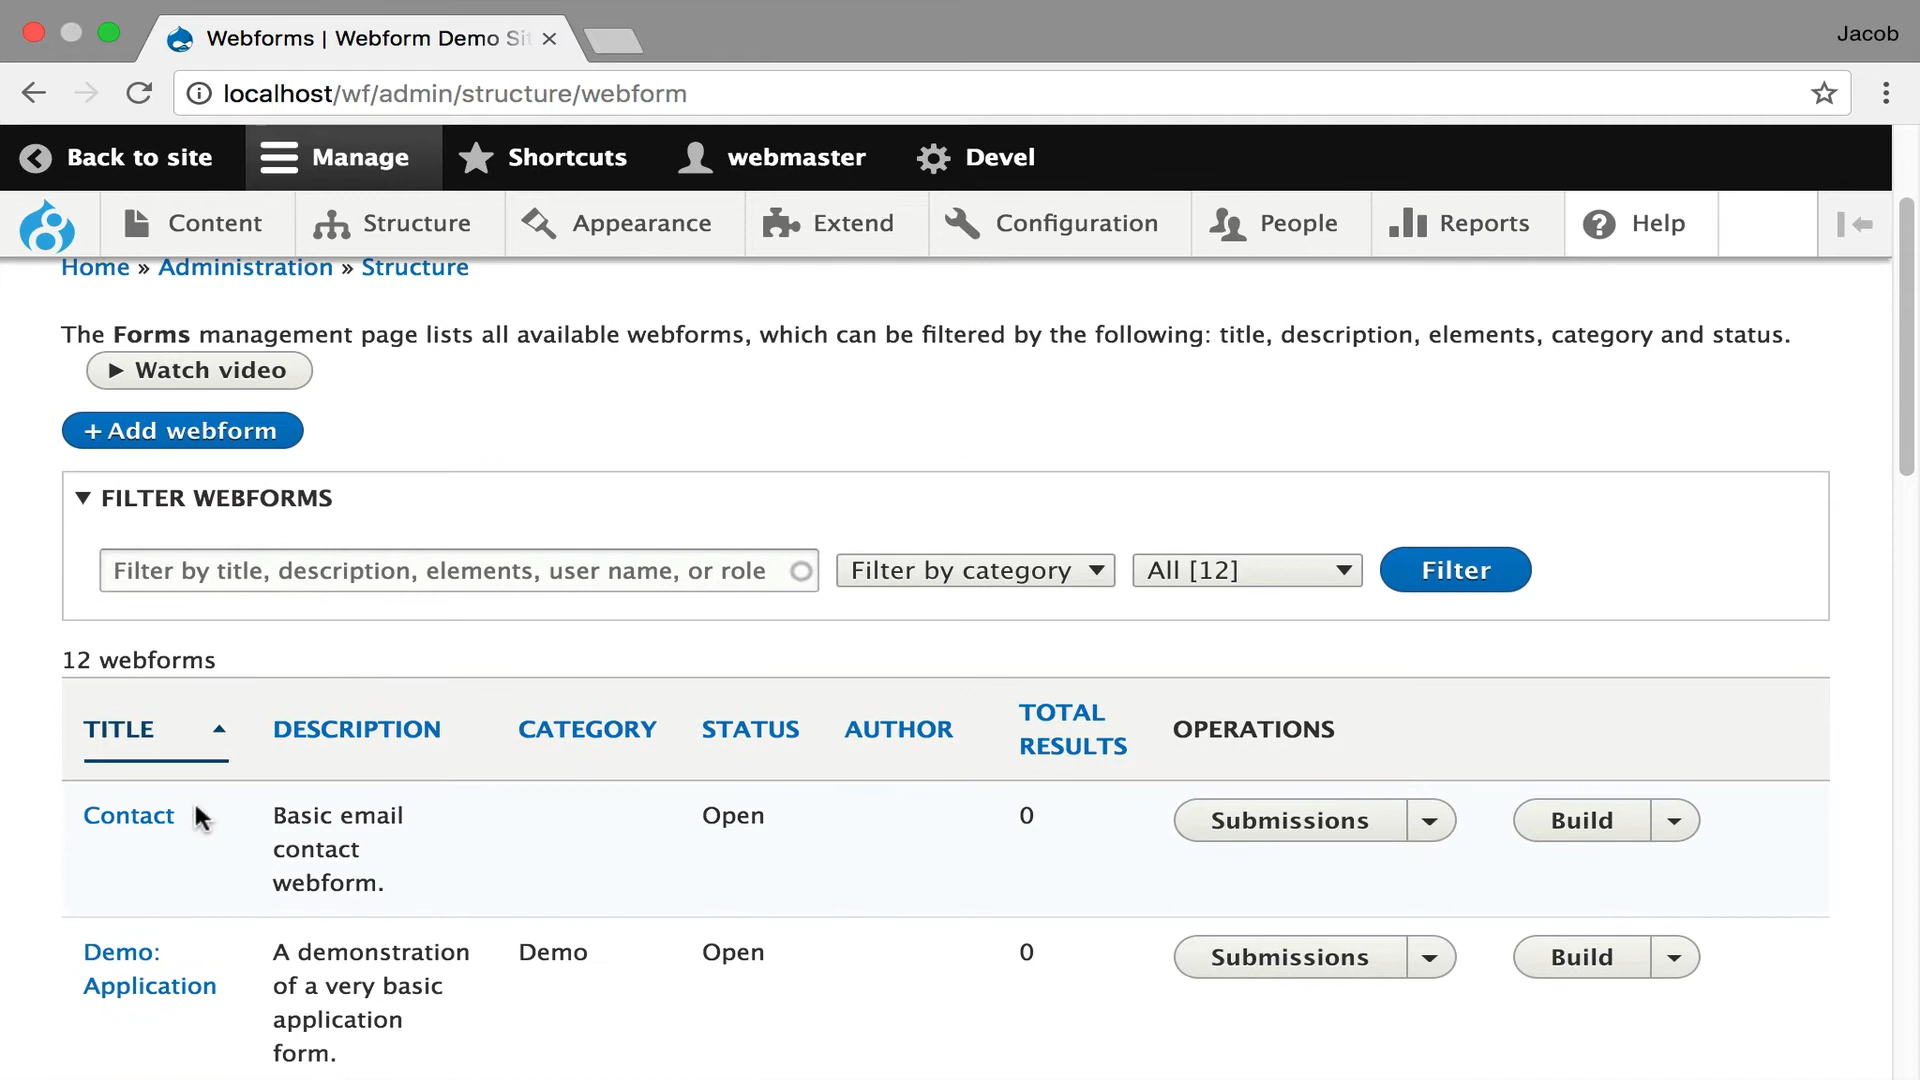 Webforms | Webform Demo Si
Jacob
localhost/wf/admin/structure/webform
Back to site
Manage
Shortcuts
webmaster
Devel
Content
Structure
Appearance
Extend
Configuration
People
Reports
Help
Home » Administration » Structure
The Forms management page lists all available webforms, which can be filtered by the following: title, description, elements, category and status.
Watch video
+ Add webform
FILTER WEBFORMS
Filter by title, description, elements, user name, or role
Filter by category
All [12]
Filter
12 webforms
TITLE
DESCRIPTION
CATEGORY
STATUS
AUTHOR
TOTAL
RESULTS
OPERATIONS
Contact
Basic email
contact
webform.
Open
0
Submissions
Build
Demo:
Application
A demonstration
of a very basic
application
form.
Demo
Open
0
Submissions
Build